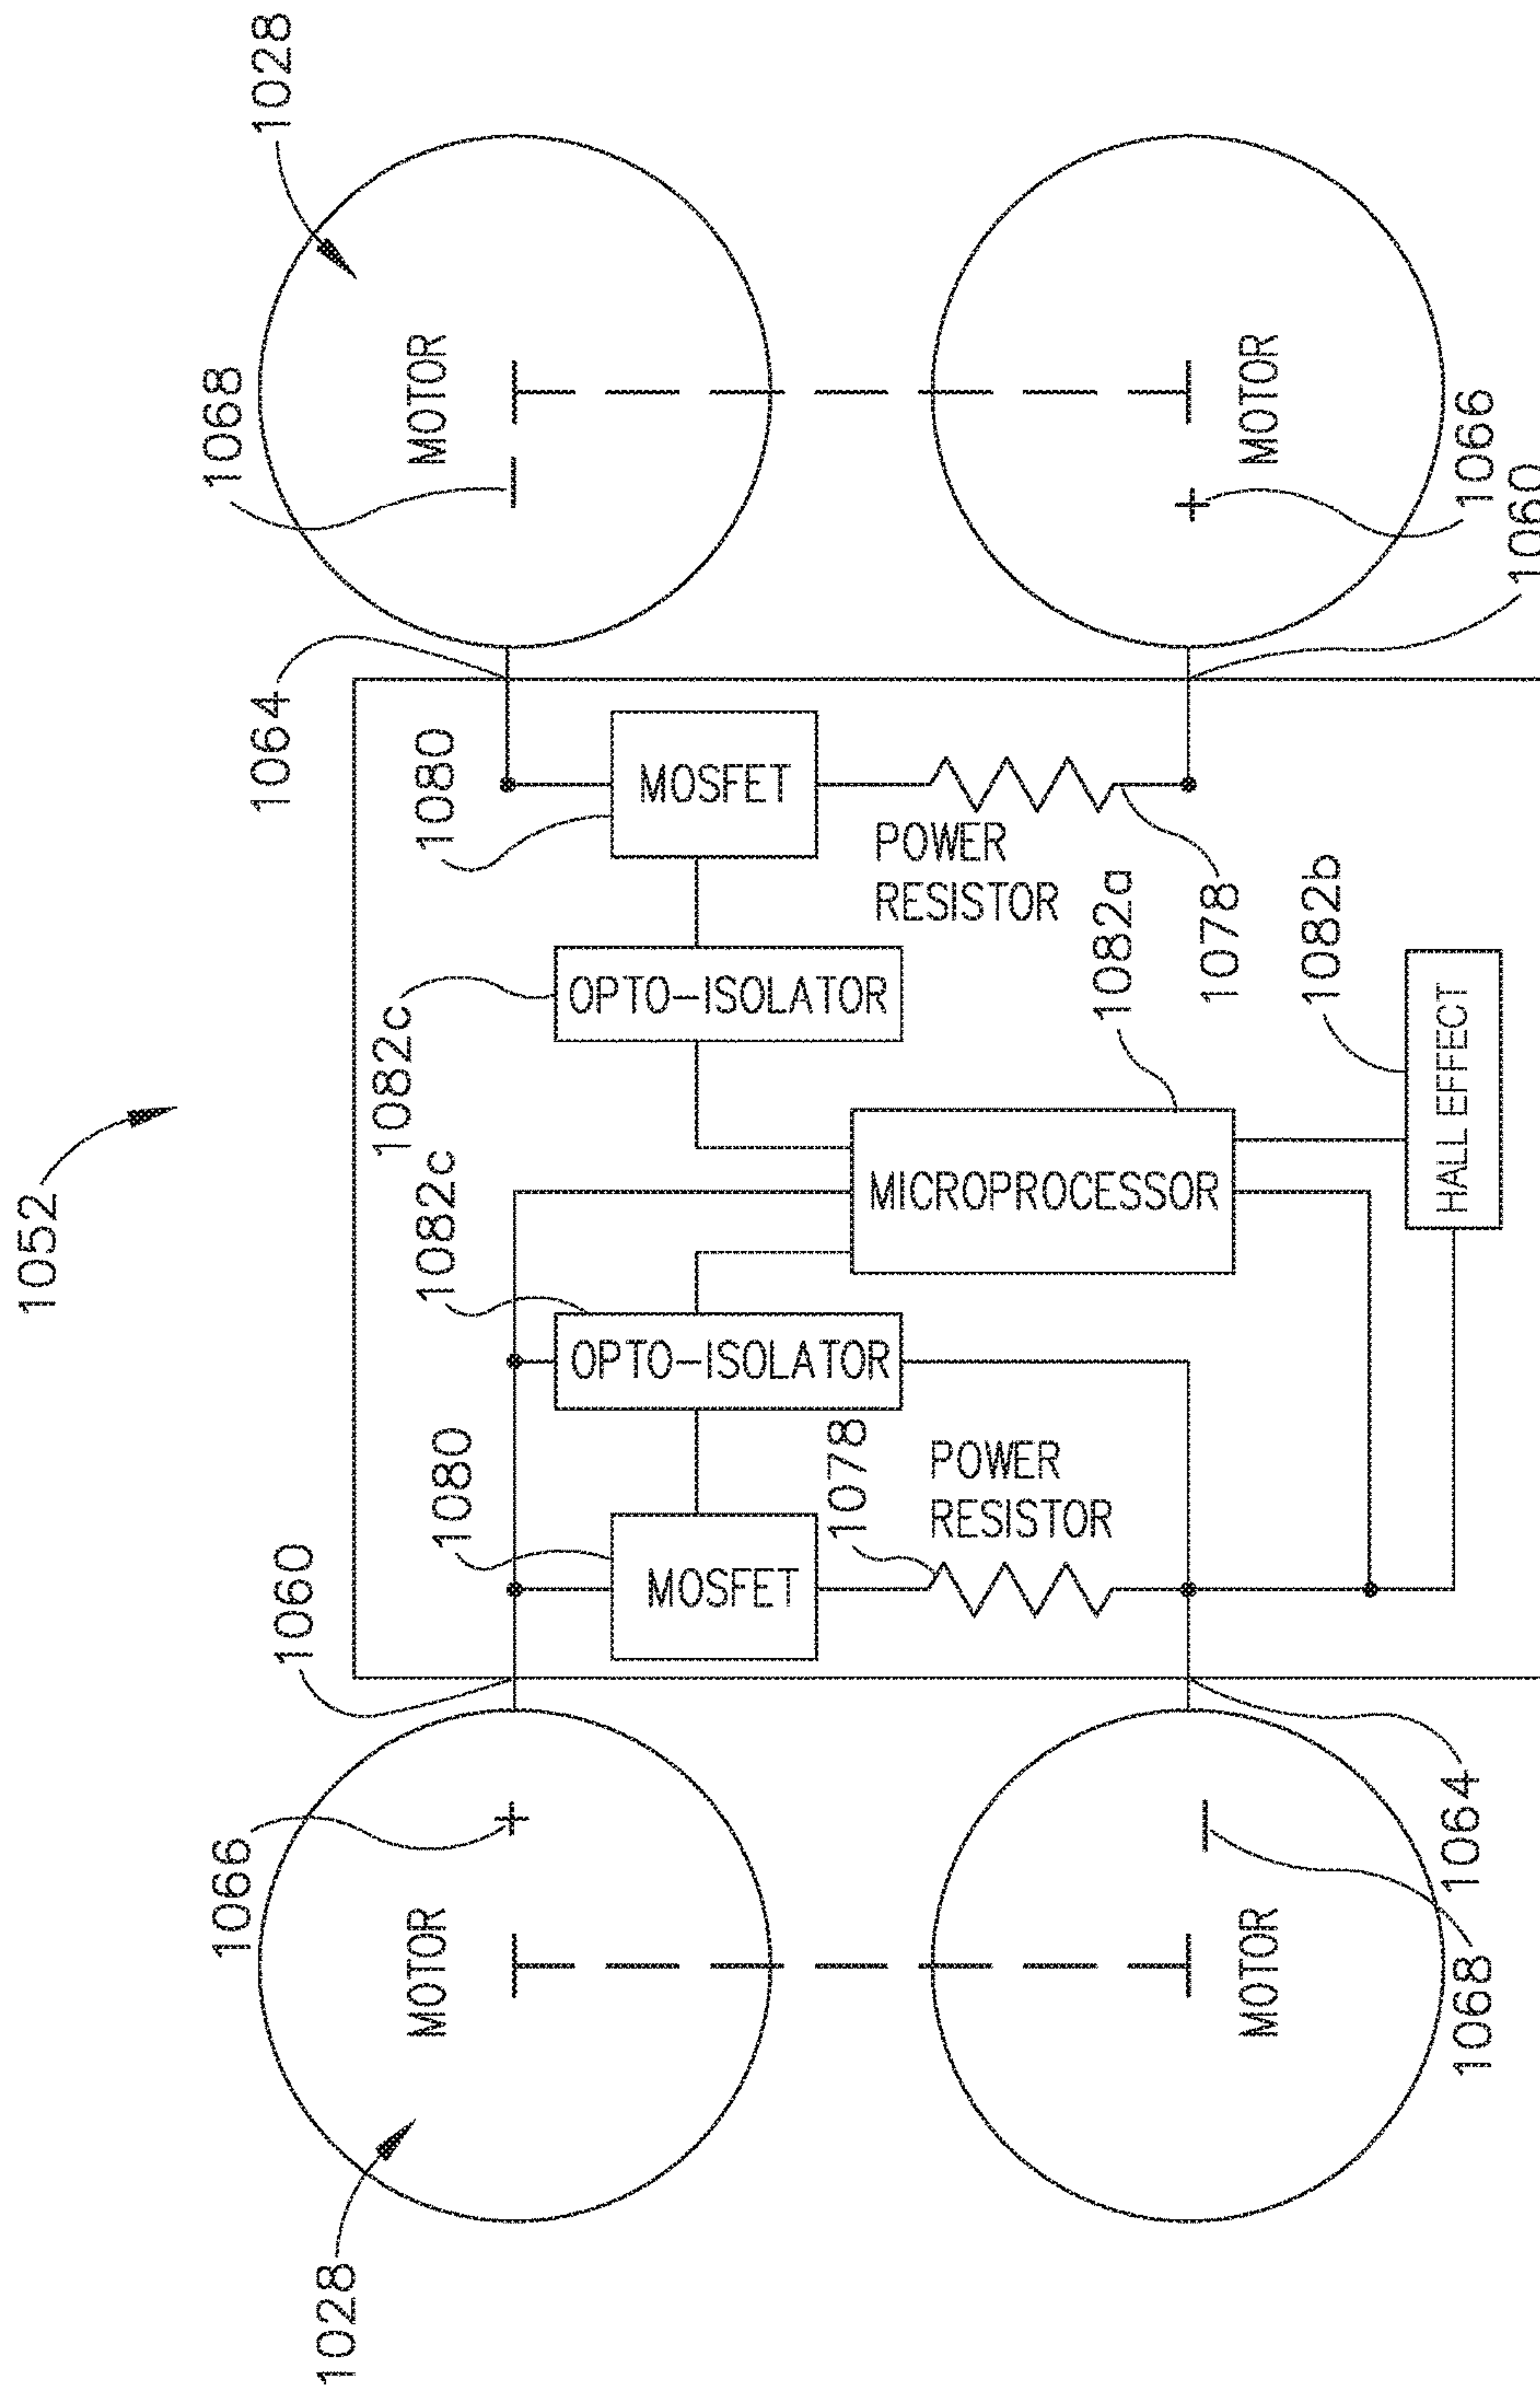 1052
1066
1068
1028
1060
1064
1028
1082c
MOTOR
1080
1082c
1080
MOTOR
MOSFET
OPTO-ISOLATOR
OPTO-ISOLATOR
MOSFET
1078
POWER
RESISTOR
POWER
RESISTOR
MICROPROCESSOR
1082a
1078
MOTOR
MOTOR
1082b
HALL EFFECT
1068
1064
1066
1060